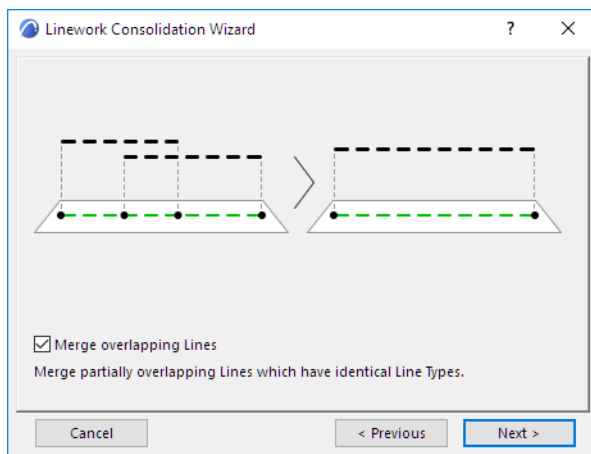 Linework Consolidation Wizard
?
Merge overlapping Lines
Merge partially overlapping Lines which have identical Line Types.
Cancel
< Previous
Next >